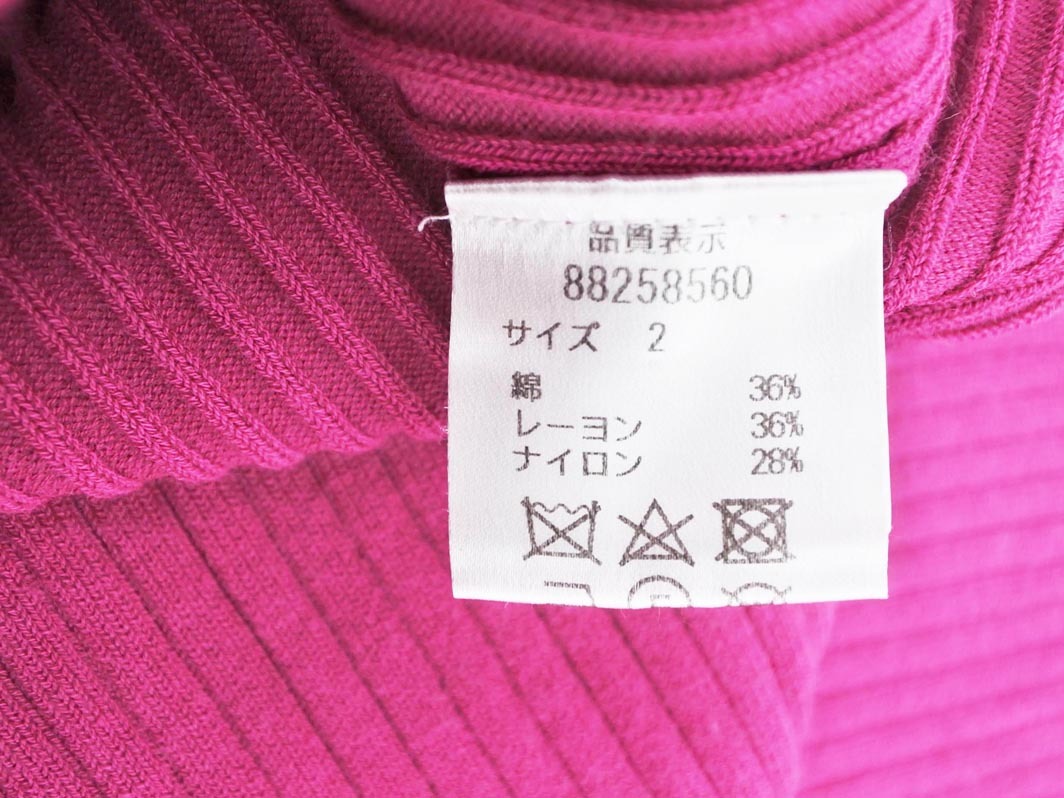 品質表示
88258560
サイズ 2
綿 36%
レーヨン 36%
ナイロン 28%